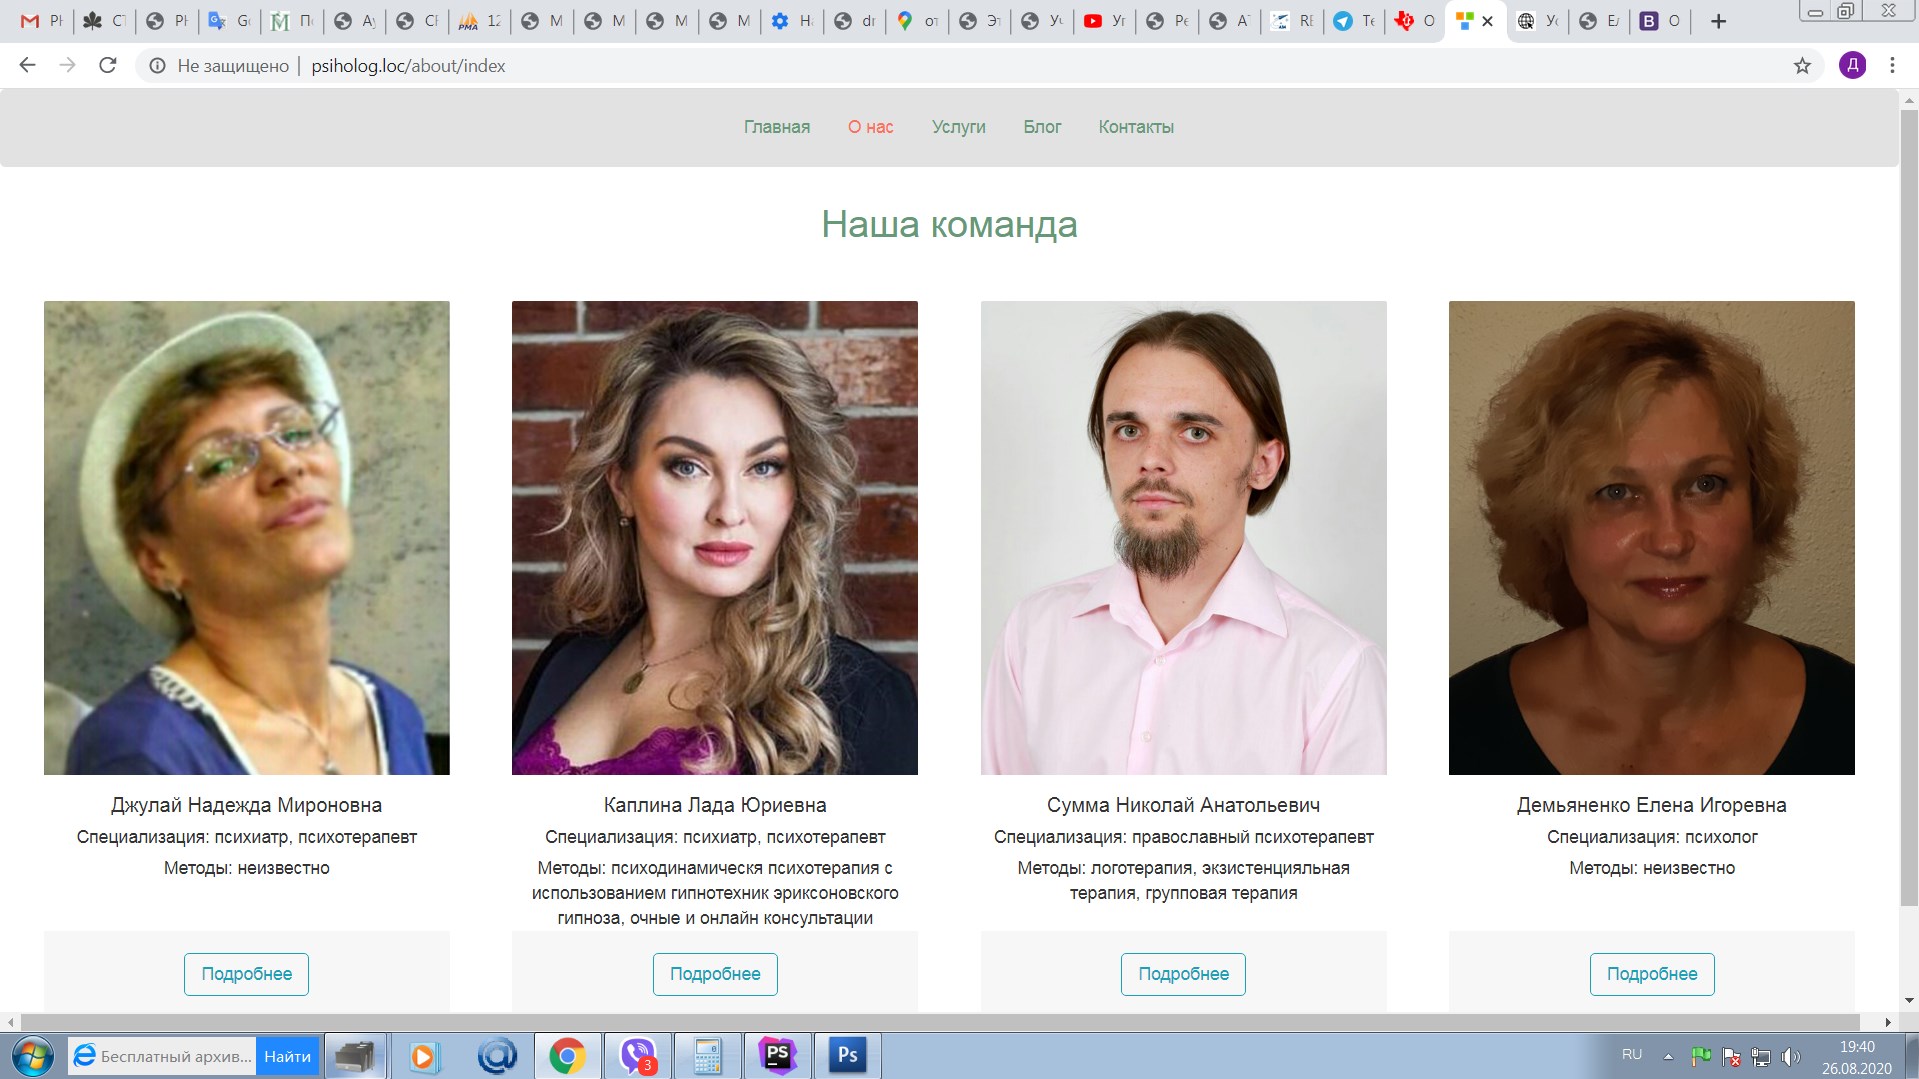 Не защищено | psiholog.loc/about/index
Главная О нас Услуги Блог Контакты
Наша команда
Джулай Надежда Мироновна
Специализация: психиатр, психотерапевт
Методы: неизвестно
Каплина Лада Юриевна
Специализация: психиатр, психотерапевт
Методы: психодинамическя психотерапия с
использованием гипнотехник эриксоновского
гипноза, очные и онлайн консультации
Сумма Николай Анатольевич
Специализация: православный психотерапевт
Методы: логотерапия, экзистенцияльная
терапия, групповая терапия
Демьяненко Елена Игоревна
Специализация: психолог
Методы: неизвестно
Подробнее Подробнее Подробнее Подробнее
Бесплатный архив... Найти
3
PS
Ps
RU
19:40
26.08.2020